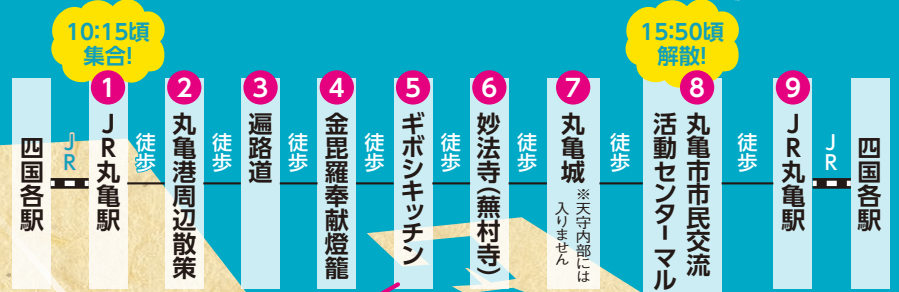 10:15頃
集合!
15:50頃
解散!
四国各駅
JR
1
JR丸亀駅
徒歩
2
丸亀港周辺散策
徒歩
3
遍路道
徒歩
4
金毘羅奉献燈籠
徒歩
5
ギボシキッチン
徒歩
6
妙法寺(蕪村寺)
徒歩
7
丸亀城
※天守内部には
入りません
徒歩
8
丸亀市市民交流
活動センター マル
徒歩
9
JR丸亀駅
JR
四国各駅